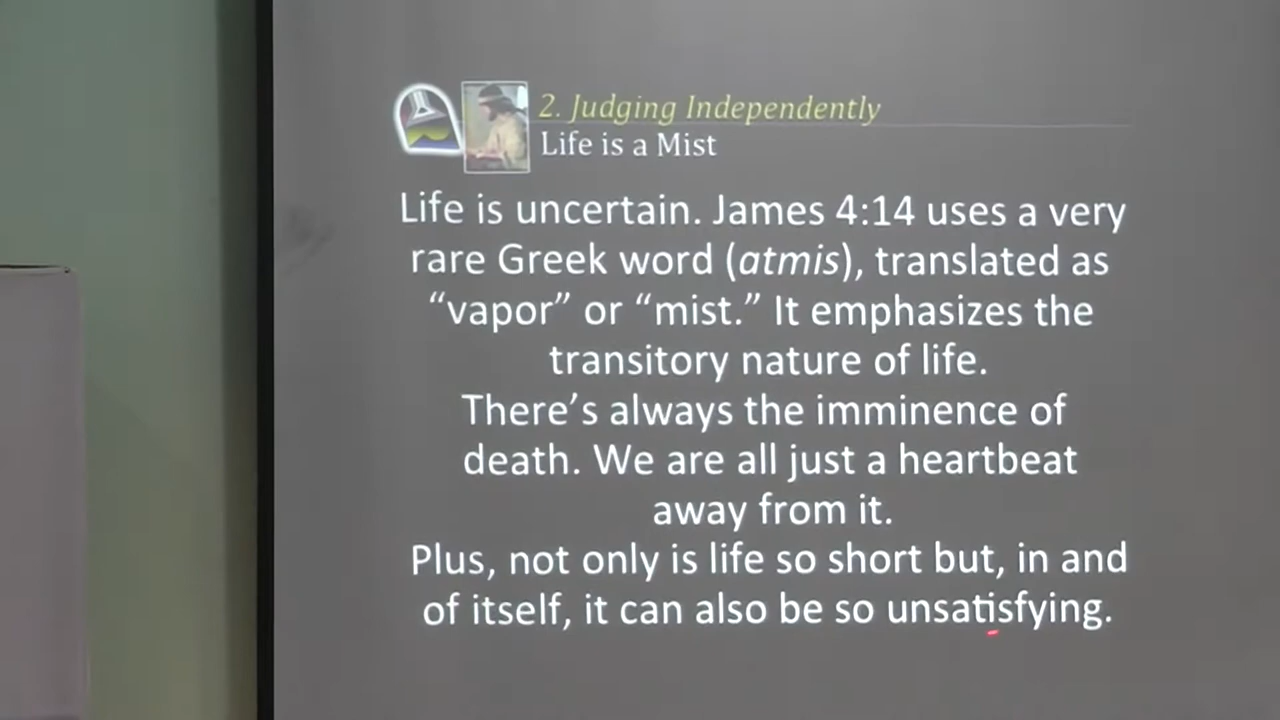 2. Judging Independently
Life is a Mist
Life is uncertain. James 4:14 uses a very
rare Greek word (atmis), translated as
“vapor” or “mist.” It emphasizes the
transitory nature of life.
There’s always the imminence of
death. We are all just a heartbeat
away from it.
Plus, not only is life so short but, in and
of itself, it can also be so unsatisfying.